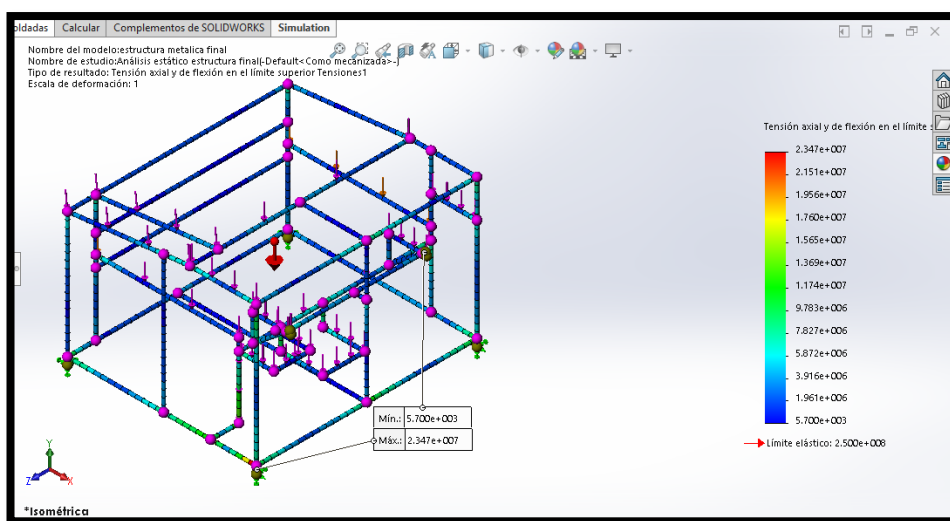 oldadas Calcular Complementos de SOLIDWORKS Simulation
Nombre del modelo:estructura metalica final
Nombre de estudio:Análisis estático estructura final(-Default<Como mecanizada>-)
Tipo de resultado: Tensión axial y de flexión en el límite superior Tensiones1
Escala de deformación: 1
Tensión axial y de flexión en el límite s
2.347e+007
2.151e+007
1.956e+007
1.760e+007
1.565e+007
1.369e+007
1.174e+007
9.783e+006
7.827e+006
5.872e+006
3.916e+006
1.961e+006
5.700e+003
Límite elástico: 2.500e+008
Mín.: 5.700e+003
Máx.: 2.347e+007
Y
Z X
*Isométrica